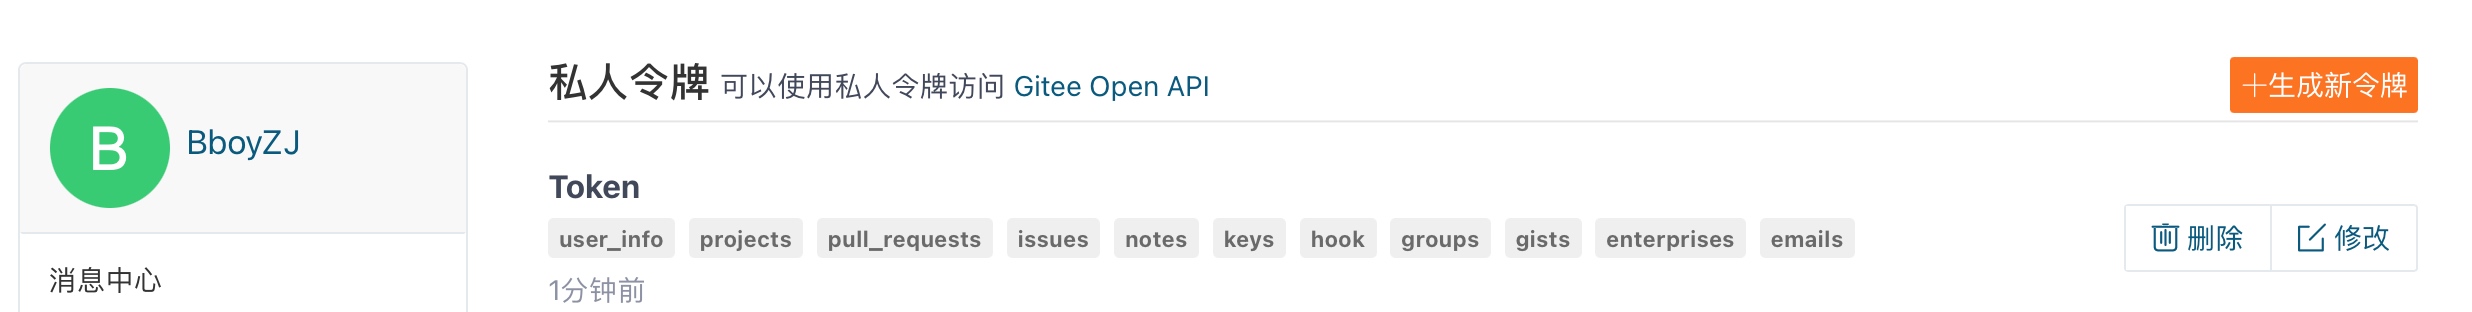 私人令牌 可以使用私人令牌访问 Gitee Open API
+生成新令牌
B
BboyZJ
消息中心
Token
user_info projects pull_requests issues notes keys hook groups gists enterprises emails
删除 修改
1分钟前